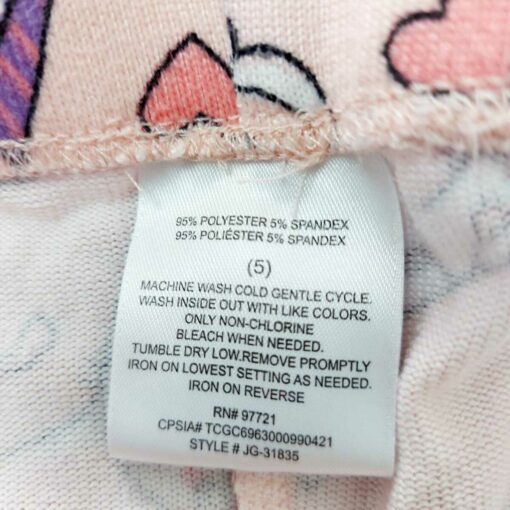 95% POLYESTER 5% SPANDEX
95% POLIÉSTER 5% SPANDEX
(5)
MACHINE WASH COLD GENTLE CYCLE.
WASH INSIDE OUT WITH LIKE COLORS.
ONLY NON-CHLORINE
BLEACH WHEN NEEDED.
TUMBLE DRY LOW.REMOVE PROMPTLY
IRON ON LOWEST SETTING AS NEEDED.
IRON ON REVERSE
RN# 97721
CPSIA# TCGC6963000990421
STYLE # JG-31835